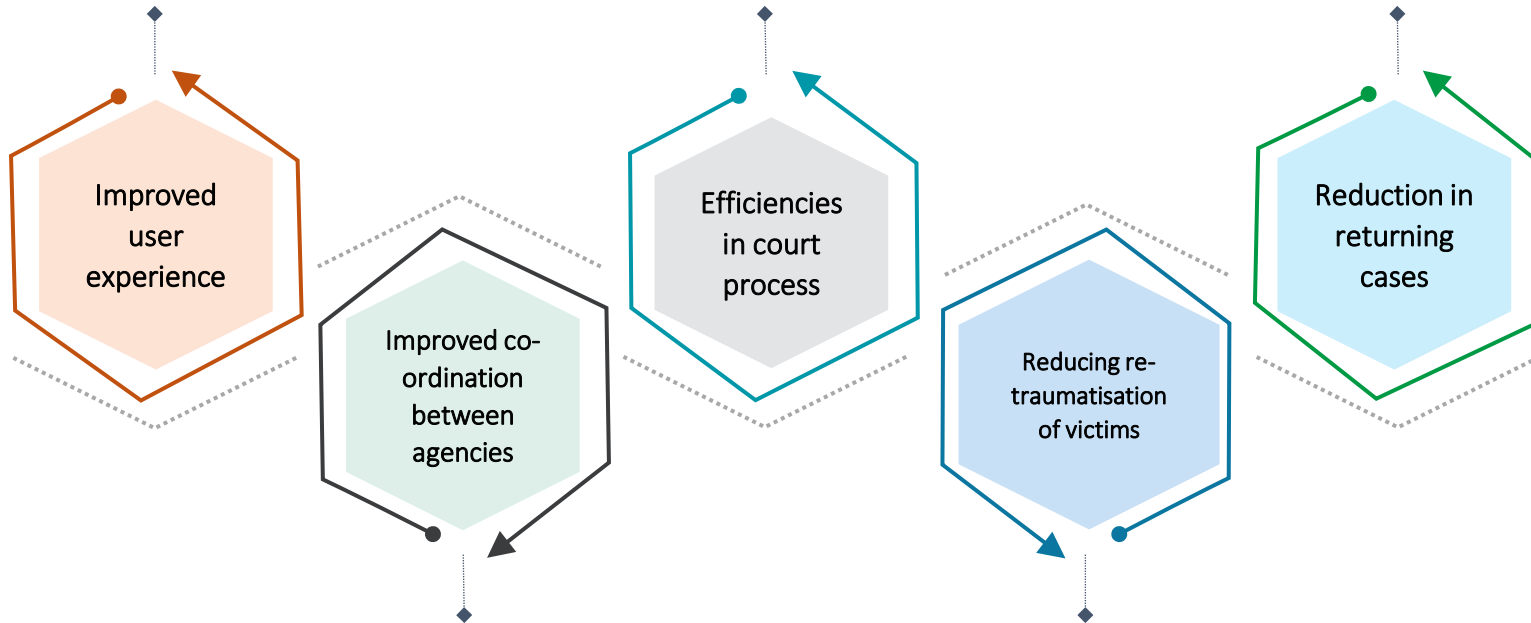 Improved
user
experience
Improved co-
ordination
between
agencies
Efficiencies
in court
process
Reducing re-
traumatisation
of victims
Reduction in
returning
cases